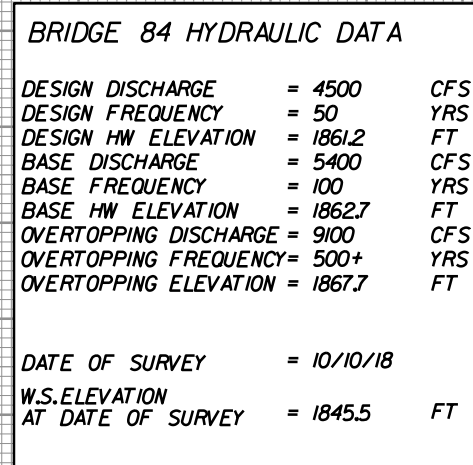 BRIDGE 84 HYDRAULIC DATA
DESIGN DISCHARGE = 4500 CFS
DESIGN FREQUENCY = 50 YRS
DESIGN HW ELEVATION = 1861.2 FT
BASE DISCHARGE = 5400 CFS
BASE FREQUENCY = 100 YRS
BASE HW ELEVATION = 1862.7 FT
OVERTOPPING DISCHARGE = 9100 CFS
OVERTOPPING FREQUENCY= 500+ YRS
OVERTOPPING ELEVATION = 1867.7 FT
DATE OF SURVEY = 10/10/18
W.S.ELEVATION
AT DATE OF SURVEY = 1845.5 FT